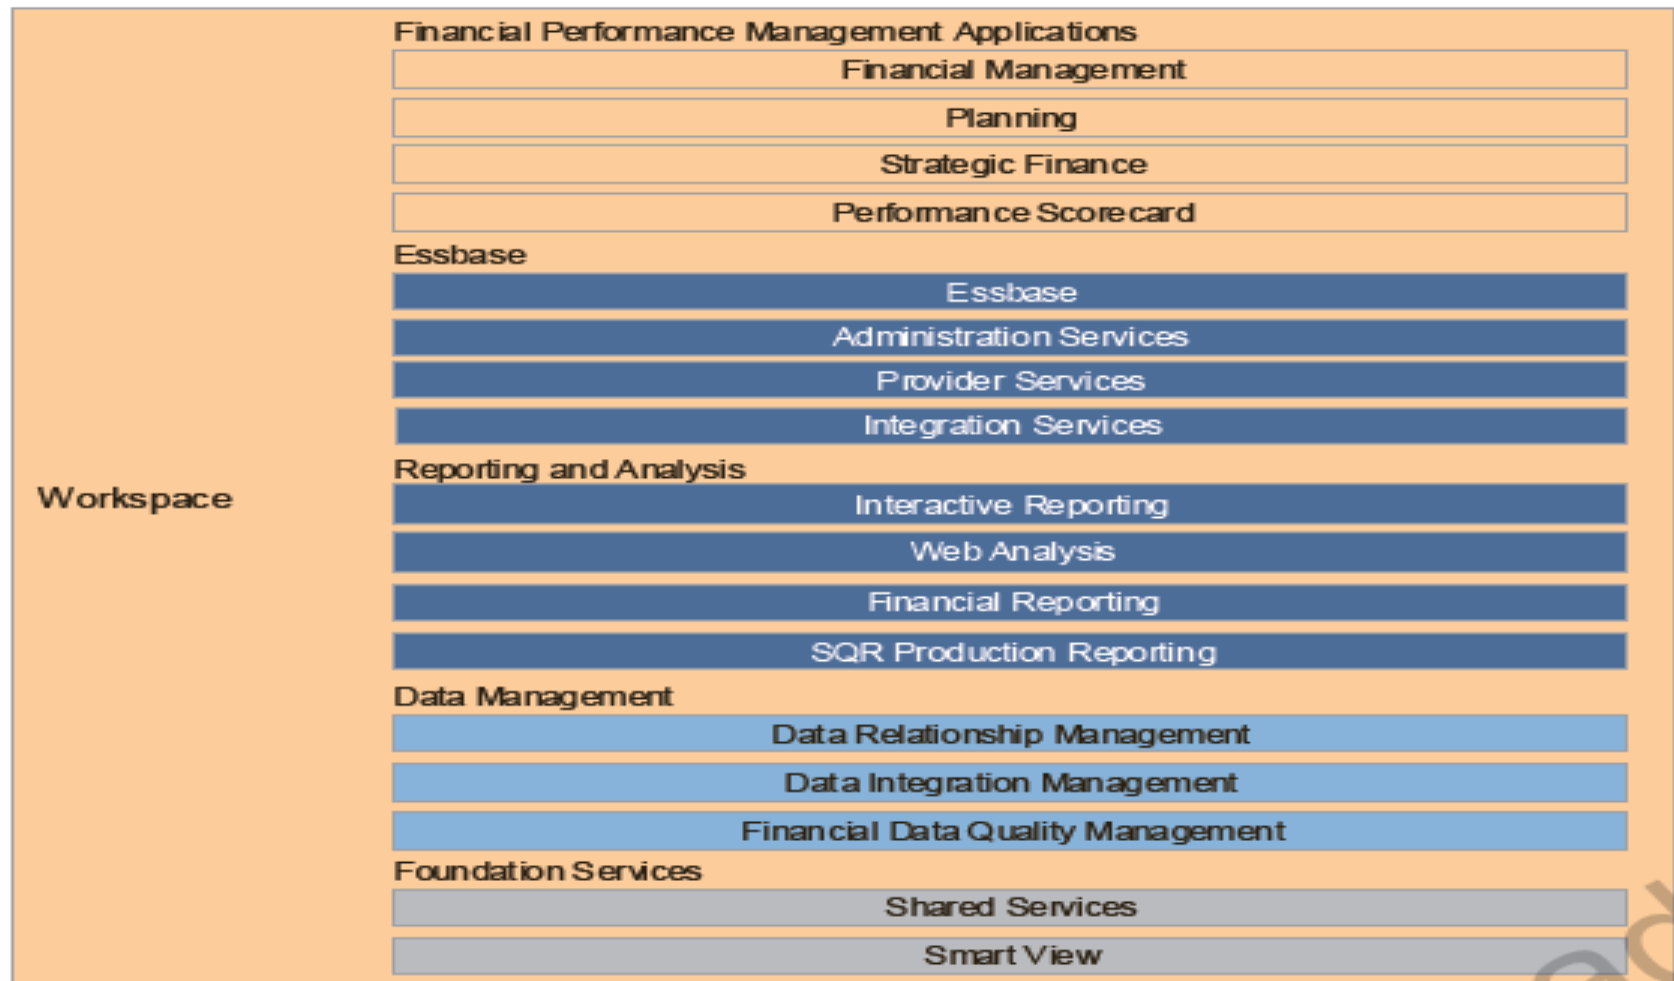 Financial Performance Management Applications
Financial Management
Planning
Strategic Finance
Performance Scorecard
Essbase
Essbase
Administration Services
Provider Services
Integration Services
Reporting and Analysis
Workspace
Interactive Reporting
Web Analysis
Financial Reporting
SQR Production Reporting
Data Management
Data Relationship Management
Data Integration Management
Financial Data Quality Management
Foundation Services
Shared Services
Smart View